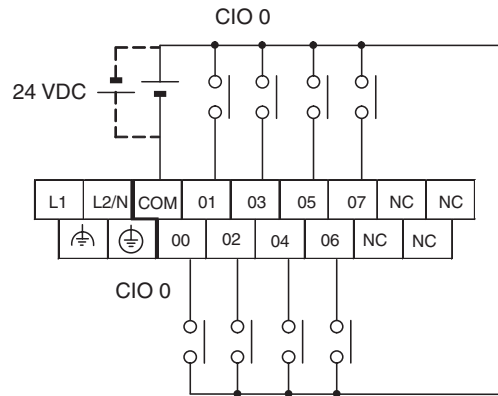 CIO 0
24 VDC
L1 L2/N COM 01 03 05 07 NC NC
00 02 04 06 NC NC
CIO 0